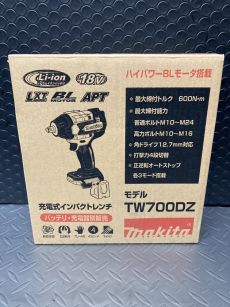 Li-ion
18V
LXT BL MOTOR APT
充電式インパクトレンチ
バッテリ・充電器別販売
ハイパワーBLモータ搭載
・最大締付トルク 600N·m
・最大締付能力
普通ボルトM10〜M24
高力ボルトM10〜M16
・角ドライブ12.7mm対応
・打撃力4段切替
・正逆転オートストップ
各3モード搭載
モデル
TW700DZ
makita